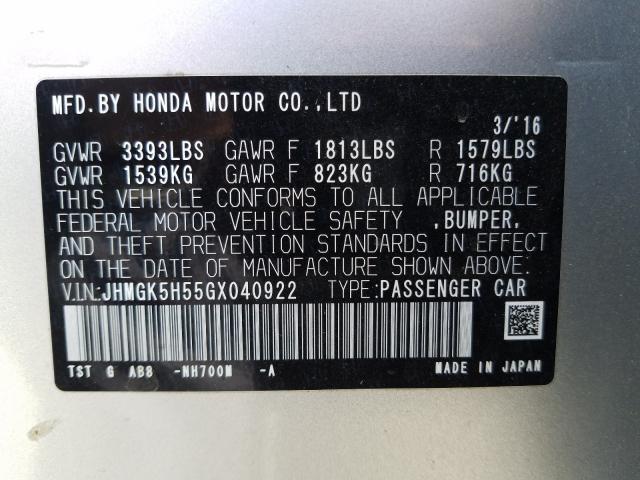 MFD.BY HONDA MOTOR CO.,LTD
3/'16
GVWR 3393LBS GAWR F 1813LBS R 1579LBS
GVWR 1539KG GAWR F 823KG R 716KG
THIS VEHICLE CONFORMS TO ALL APPLICABLE
FEDERAL MOTOR VEHICLE SAFETY ,BUMPER,
AND THEFT PREVENTION STANDARDS IN EFFECT
ON THE DATE OF MANUFACTURE SHOWN ABOVE.
V.I.N:JHMGK5H55GX040922 TYPE:PASSENGER CAR
TST G AB8 -NH700M -A
MADE IN JAPAN